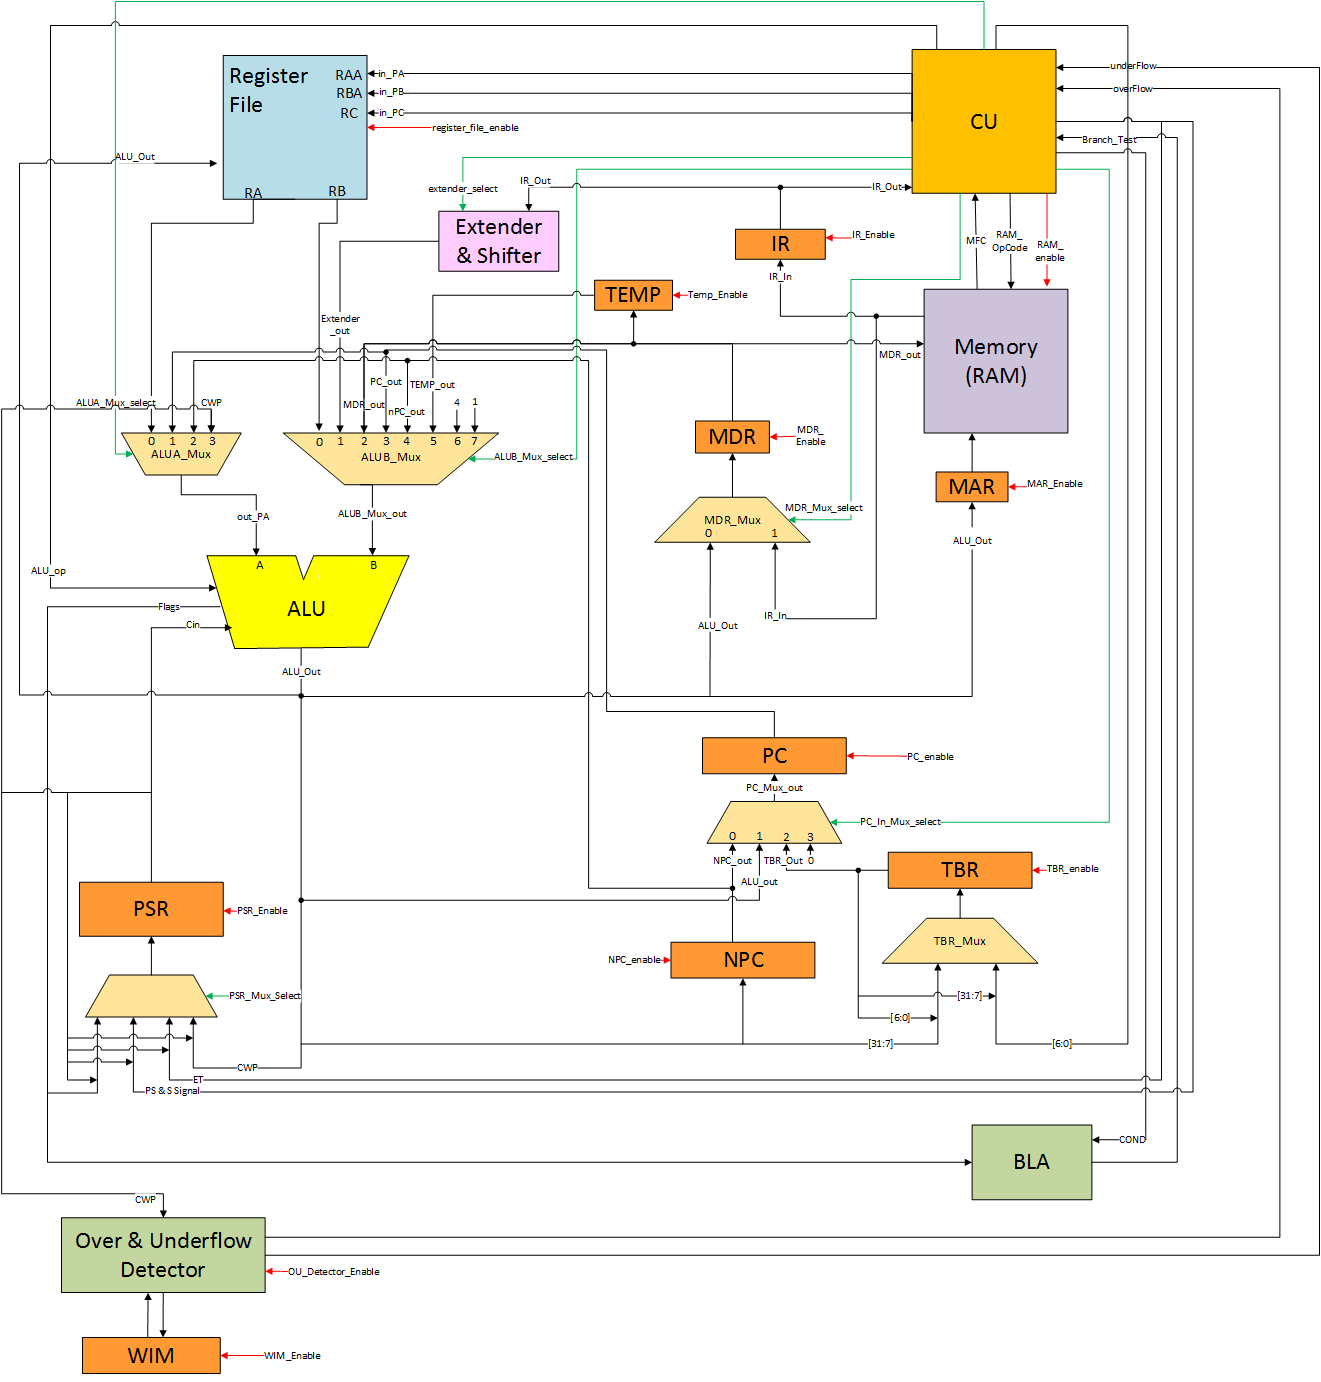 Register
File
RAA
RBA
RC
RA
RB
in_PA
in_PB
in_PC
register_file_enable
ALU_Out
CU
underFlow
overFlow
Branch_Test
extender_select
IR_Out
IR_Out
Extender
& Shifter
IR
IR_Enable
IR_In
MFC
RAM_
OpCode
RAM_
enable
TEMP
Temp_Enable
Memory
(RAM)
MDR_out
Extender
_out
PC_out
TEMP_out
MDR_out
nPC_out
4
1
ALUA_Mux_select
CWP
0 1 2 3
ALUA_Mux
0 1 2 3 4 5 6 7
ALUB_Mux
ALUB_Mux_select
MDR
MDR_
Enable
MAR
MAR_Enable
MDR_Mux_select
MDR_Mux
0 1
out_PA
ALUB_Mux_out
ALU_Out
ALU_op
A
B
ALU
Flags
Cin
IR_In
ALU_Out
ALU_Out
PC
PC_enable
PC_Mux_out
PC_In_Mux_select
0 1 2 3
NPC_out
TBR_Out
0
ALU_out
TBR
TBR_enable
PSR
PSR_Enable
TBR_Mux
NPC_enable
NPC
PSR_Mux_Select
[31:7]
[6:0]
[31:7]
[6:0]
CWP
ET
PS & S Signal
BLA
COND
CWP
Over & Underflow
Detector
OU_Detector_Enable
WIM
WIM_Enable